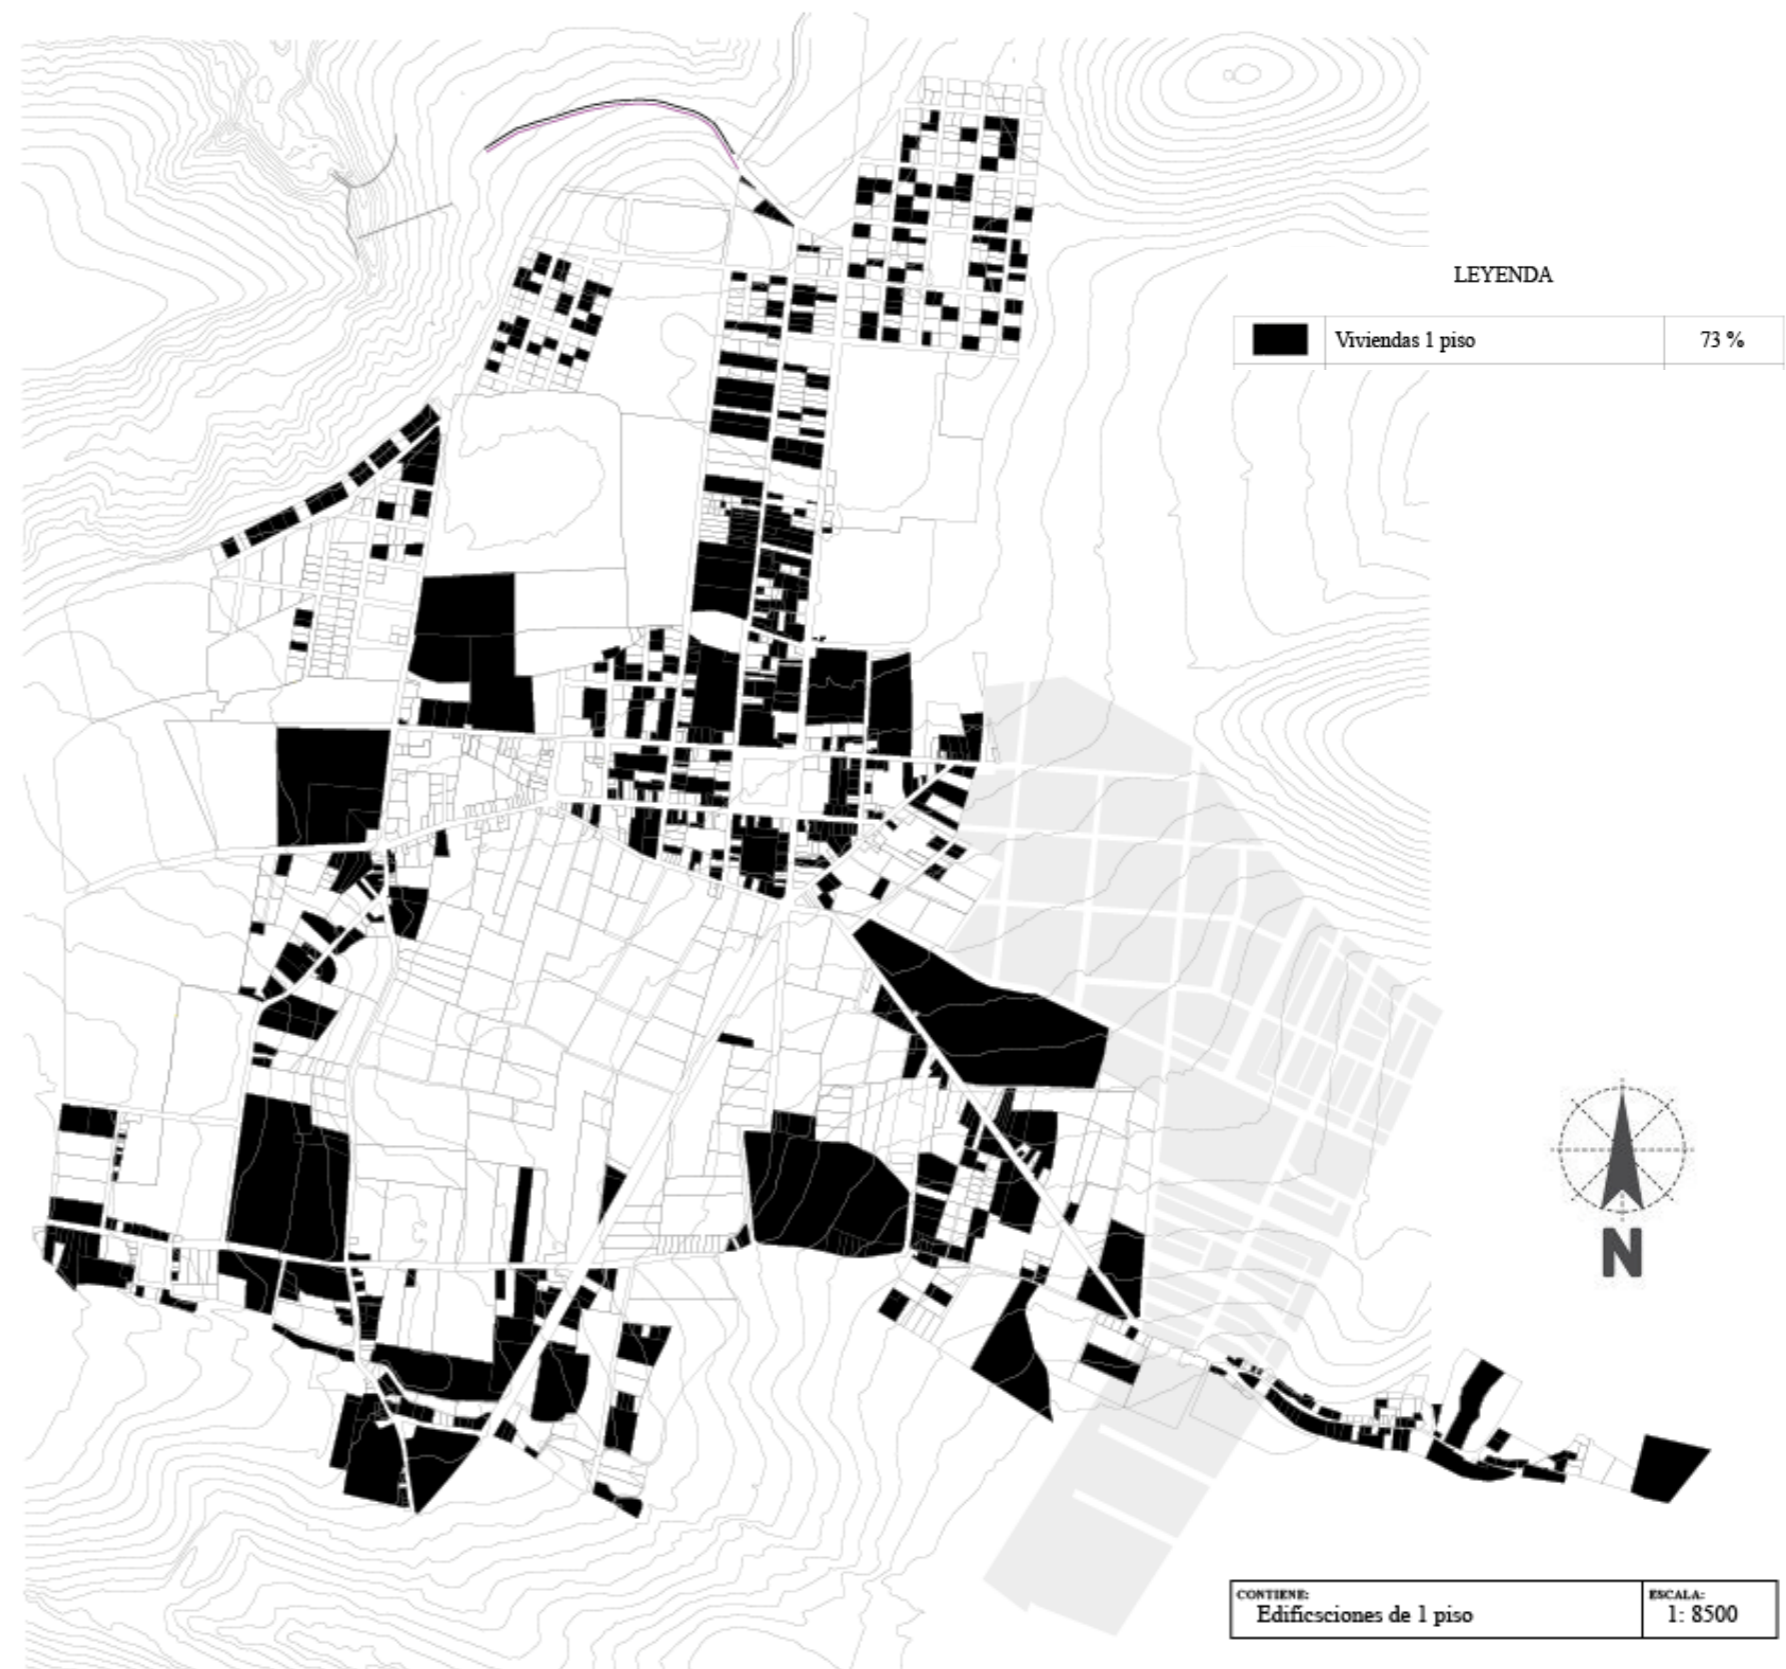 LEYENDA
Viviendas 1 piso 73 %
N
CONTIENE: ESCALA:
Edificsciones de 1 piso 1: 8500